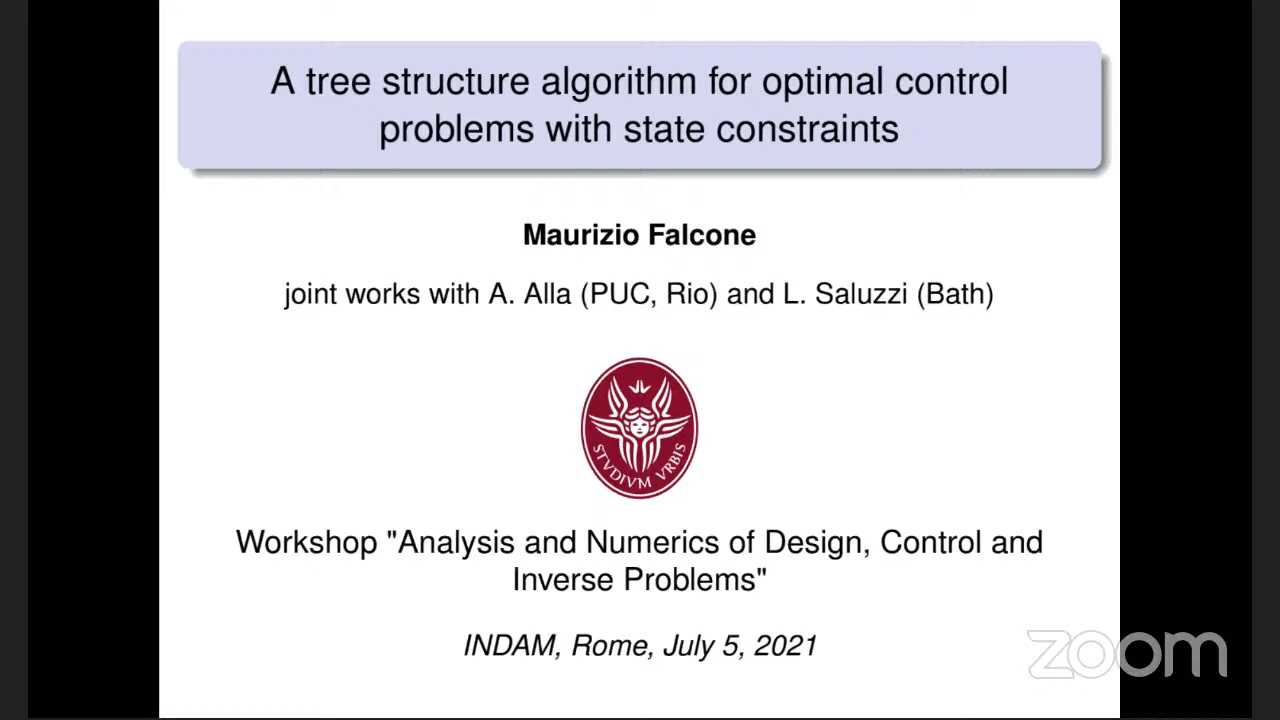 A tree structure algorithm for optimal control
problems with state constraints
Maurizio Falcone
joint works with A. Alla (PUC, Rio) and L. Saluzzi (Bath)
STVDIVM VRBIS
Workshop "Analysis and Numerics of Design, Control and
Inverse Problems"
INDAM, Rome, July 5, 2021
zoom